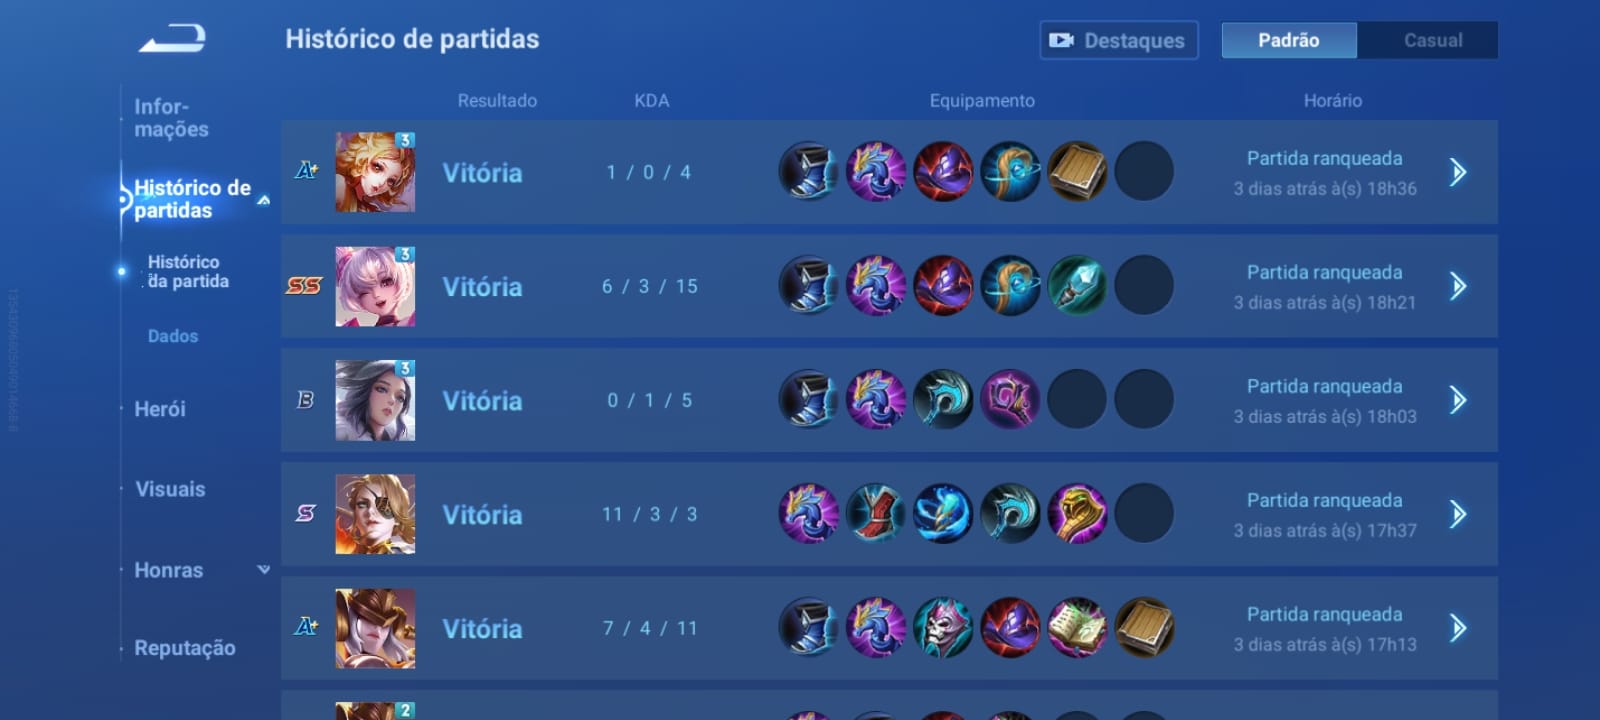 Histórico de partidas
Destaques
Padrão
Casual
Resultado
KDA
Equipamento
Horário
Infor-
mações
Histórico de
partidas
Histórico
da partida
Dados
Herói
Visuais
Honras
Reputação
A+
3
Vitória
1 / 0 / 4
Partida ranqueada
3 dias atrás à(s) 18h36
SS
3
Vitória
6 / 3 / 15
Partida ranqueada
3 dias atrás à(s) 18h21
B
3
Vitória
0 / 1 / 5
Partida ranqueada
3 dias atrás à(s) 18h03
S
Vitória
11 / 3 / 3
Partida ranqueada
3 dias atrás à(s) 17h37
A+
Vitória
7 / 4 / 11
Partida ranqueada
3 dias atrás à(s) 17h13
2